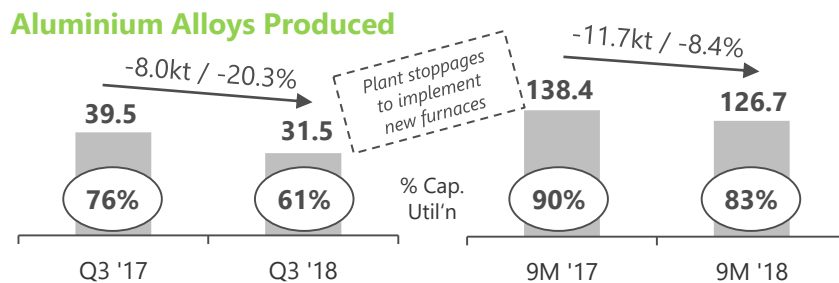 Aluminium Alloys Produced
-8.0kt / -20.3%
39.5
31.5
Plant stoppages
to implement
new furnaces
-11.7kt / -8.4%
138.4
126.7
76%
61%
% Cap.
Util‘n
90%
83%
Q3 '17
Q3 '18
9M '17
9M '18